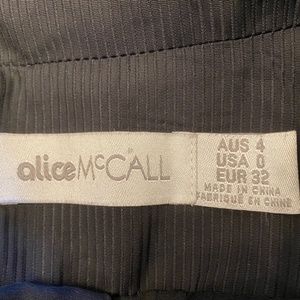 alice McCALL
AUS 4
USA 0
EUR 32
MADE IN CHINA
FABRIQUÉ EN CHINE